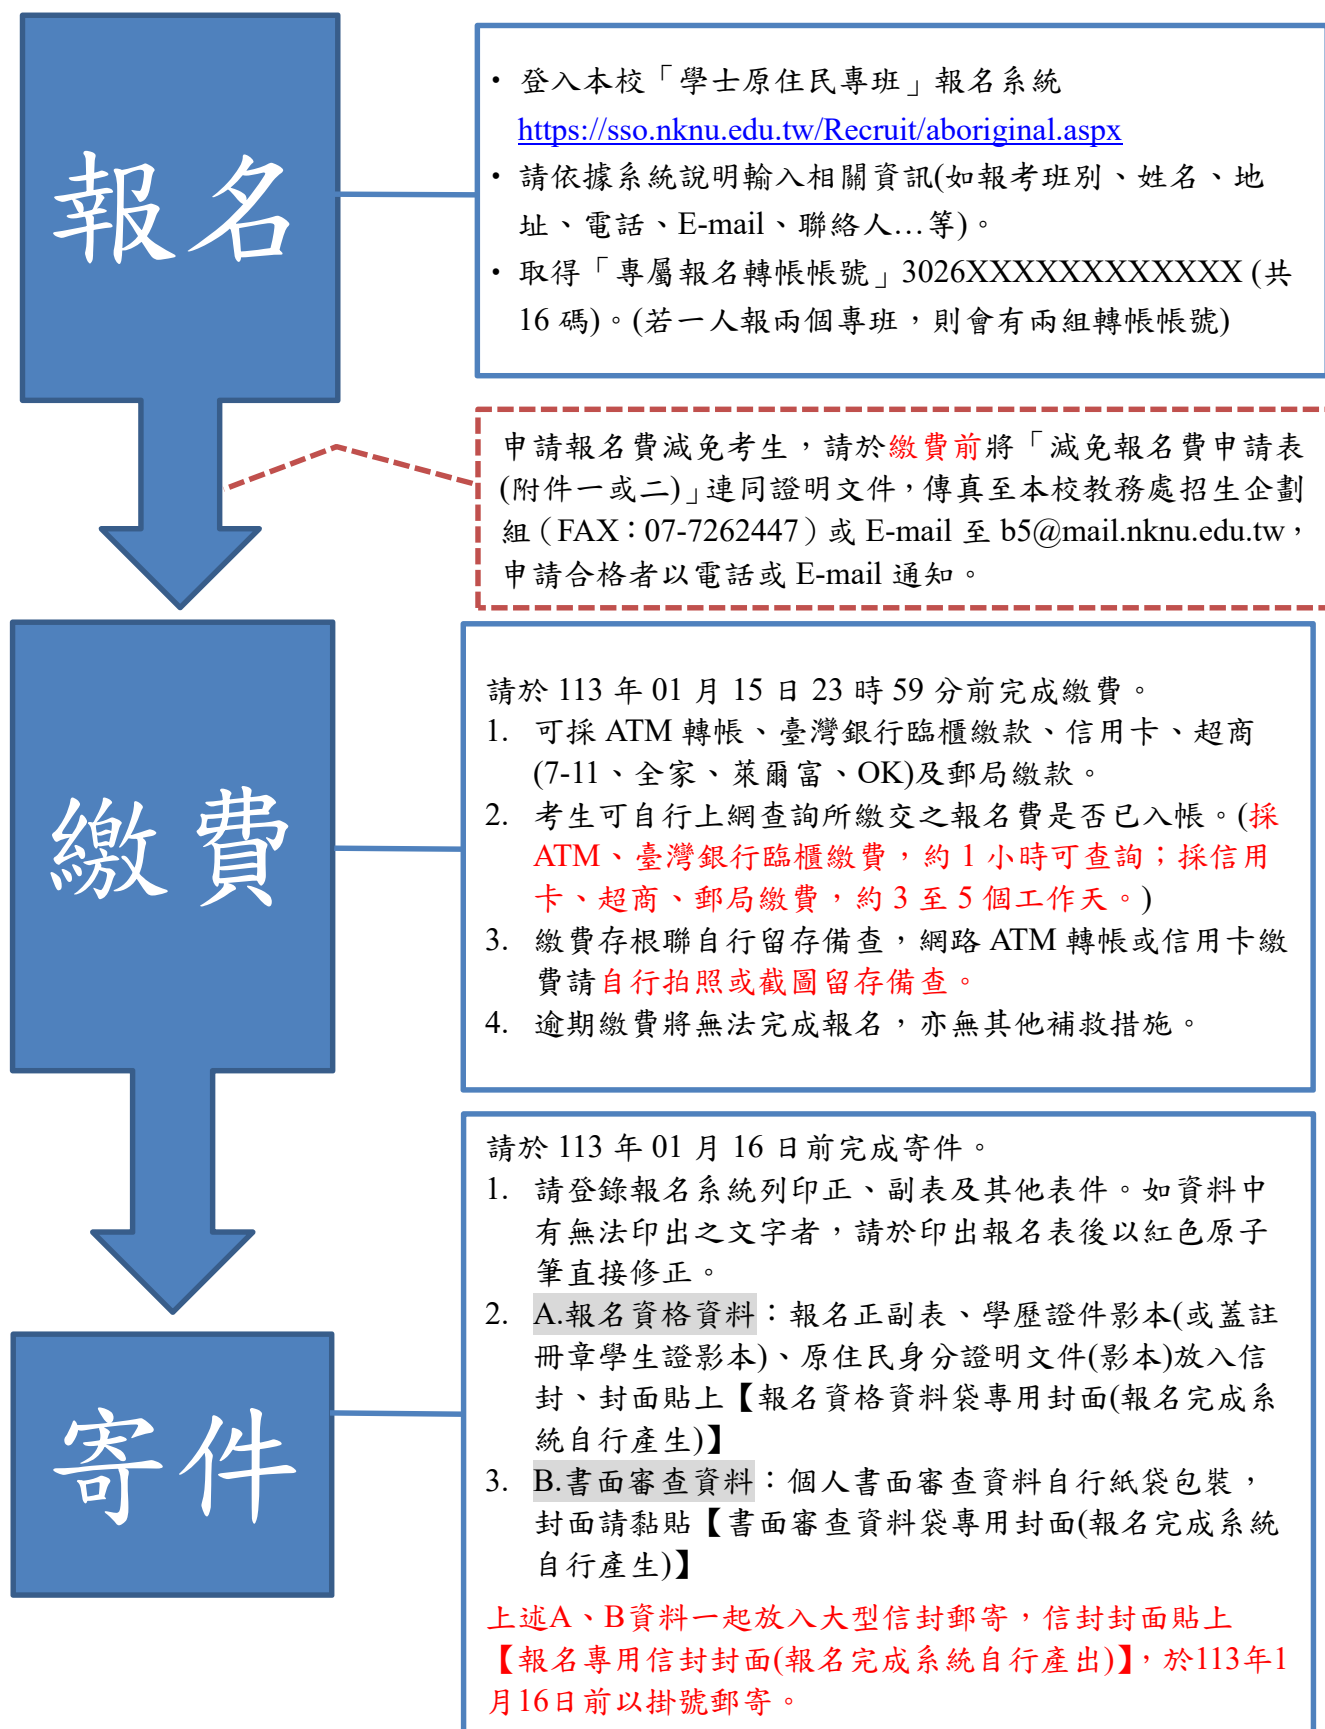 報名
・登入本校「學士原住民專班」報名系統
https://sso.nknu.edu.tw/Recruit/aboriginal.aspx
・請依據系統說明輸入相關資訊(如報考班別、姓名、地
址、電話、E-mail、聯絡人…等)。
・取得「專屬報名轉帳帳號」3026XXXXXXXXXXXX (共
16 碼)。(若一人報兩個專班，則會有兩組轉帳帳號)
申請報名費減免考生，請於繳費前將「減免報名費申請表
(附件一或二)」連同證明文件，傳真至本校教務處招生企劃
組（FAX：07-7262447）或 E-mail 至 b5@mail.nknu.edu.tw，
申請合格者以電話或 E-mail 通知。
繳費
請於 113 年 01 月 15 日 23 時 59 分前完成繳費。
1. 可採 ATM 轉帳、臺灣銀行臨櫃繳款、信用卡、超商
(7-11、全家、萊爾富、OK)及郵局繳款。
2. 考生可自行上網查詢所繳交之報名費是否已入帳。(採
ATM、臺灣銀行臨櫃繳費，約 1 小時可查詢；採信用
卡、超商、郵局繳費，約 3 至 5 個工作天。)
3. 繳費存根聯自行留存備查，網路 ATM 轉帳或信用卡繳
費請自行拍照或截圖留存備查。
4. 逾期繳費將無法完成報名，亦無其他補救措施。
寄件
請於 113 年 01 月 16 日前完成寄件。
1. 請登錄報名系統列印正、副表及其他表件。如資料中
有無法印出之文字者，請於印出報名表後以紅色原子
筆直接修正。
2. A.報名資格資料：報名正副表、學歷證件影本(或蓋註
冊章學生證影本)、原住民身分證明文件(影本)放入信
封、封面貼上【報名資格資料袋專用封面(報名完成系
統自行產生)】
3. B.書面審查資料：個人書面審查資料自行紙袋包裝，
封面請黏貼【書面審查資料袋專用封面(報名完成系統
自行產生)】
上述A、B資料一起放入大型信封郵寄，信封封面貼上
【報名專用信封封面(報名完成系統自行產出)】，於113年1
月16日前以掛號郵寄。